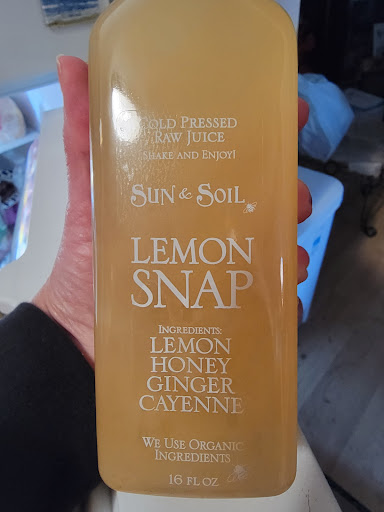 Cold Pressed
Raw Juice
Shake and Enjoy!
Sun & Soil
Lemon
Snap
Ingredients:
Lemon
Honey
Ginger
Cayenne
We Use Organic
Ingredients
16 fl oz